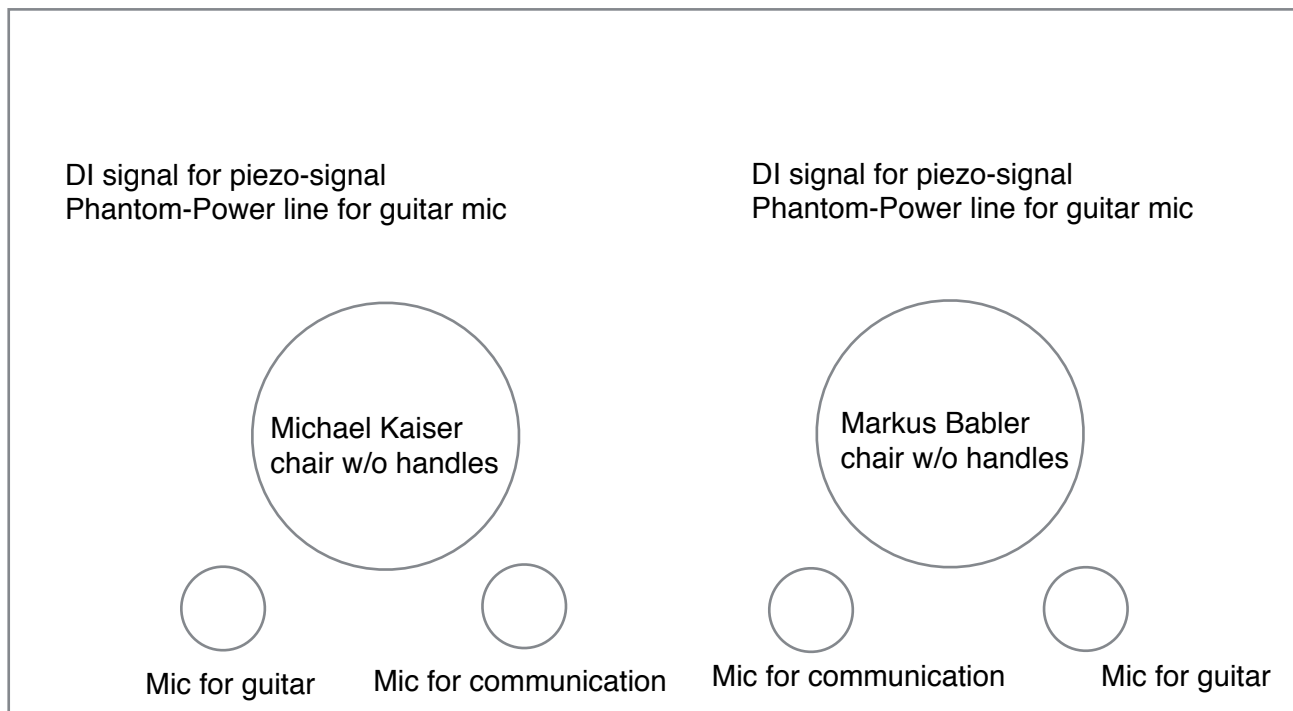 DI signal for piezo-signal
Phantom-Power line for guitar mic
DI signal for piezo-signal
Phantom-Power line for guitar mic
Michael Kaiser
chair w/o handles
Markus Babler
chair w/o handles
Mic for guitar
Mic for communication
Mic for communication
Mic for guitar